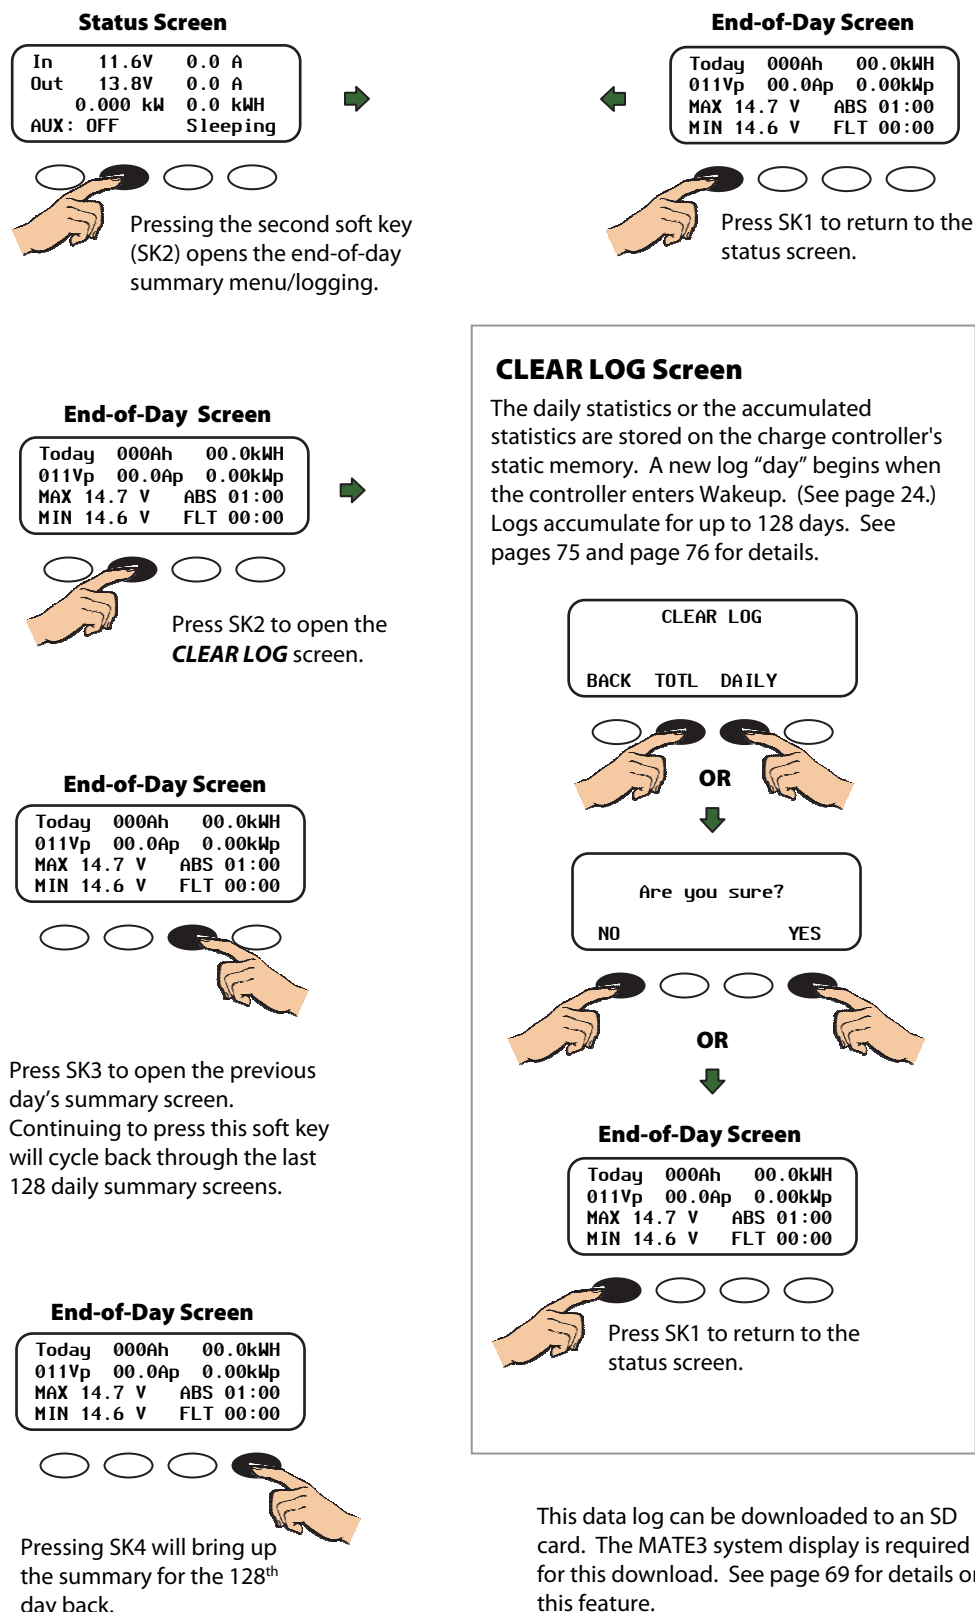 Status Screen
In 11.6V 0.0 A
Out 13.8V 0.0 A
0.000 kW 0.0 kWH
AUX: OFF Sleeping
Pressing the second soft key
(SK2) opens the end-of-day
summary menu/logging.
End-of-Day Screen
Today 000Ah 00.0kWH
011Vp 00.0Ap 0.00kWp
MAX 14.7 V ABS 01:00
MIN 14.6 V FLT 00:00
Press SK1 to return to the
status screen.
End-of-Day Screen
Today 000Ah 00.0kWH
011Vp 00.0Ap 0.00kWp
MAX 14.7 V ABS 01:00
MIN 14.6 V FLT 00:00
Press SK2 to open the
CLEAR LOG screen.
End-of-Day Screen
Today 000Ah 00.0kWH
011Vp 00.0Ap 0.00kWp
MAX 14.7 V ABS 01:00
MIN 14.6 V FLT 00:00
Press SK3 to open the previous
day's summary screen.
Continuing to press this soft key
will cycle back through the last
128 daily summary screens.
End-of-Day Screen
Today 000Ah 00.0kWH
011Vp 00.0Ap 0.00kWp
MAX 14.7 V ABS 01:00
MIN 14.6 V FLT 00:00
Pressing SK4 will bring up
the summary for the 128th
day back.
CLEAR LOG Screen
The daily statistics or the accumulated
statistics are stored on the charge controller's
static memory. A new log “day” begins when
the controller enters Wakeup. (See page 24.)
Logs accumulate for up to 128 days. See
pages 75 and page 76 for details.
CLEAR LOG
BACK TOTL DAILY
OR
Are you sure?
NO YES
OR
End-of-Day Screen
Today 000Ah 00.0kWH
011Vp 00.0Ap 0.00kWp
MAX 14.7 V ABS 01:00
MIN 14.6 V FLT 00:00
Press SK1 to return to the
status screen.
This data log can be downloaded to an SD
card. The MATE3 system display is required
for this download. See page 69 for details on
this feature.